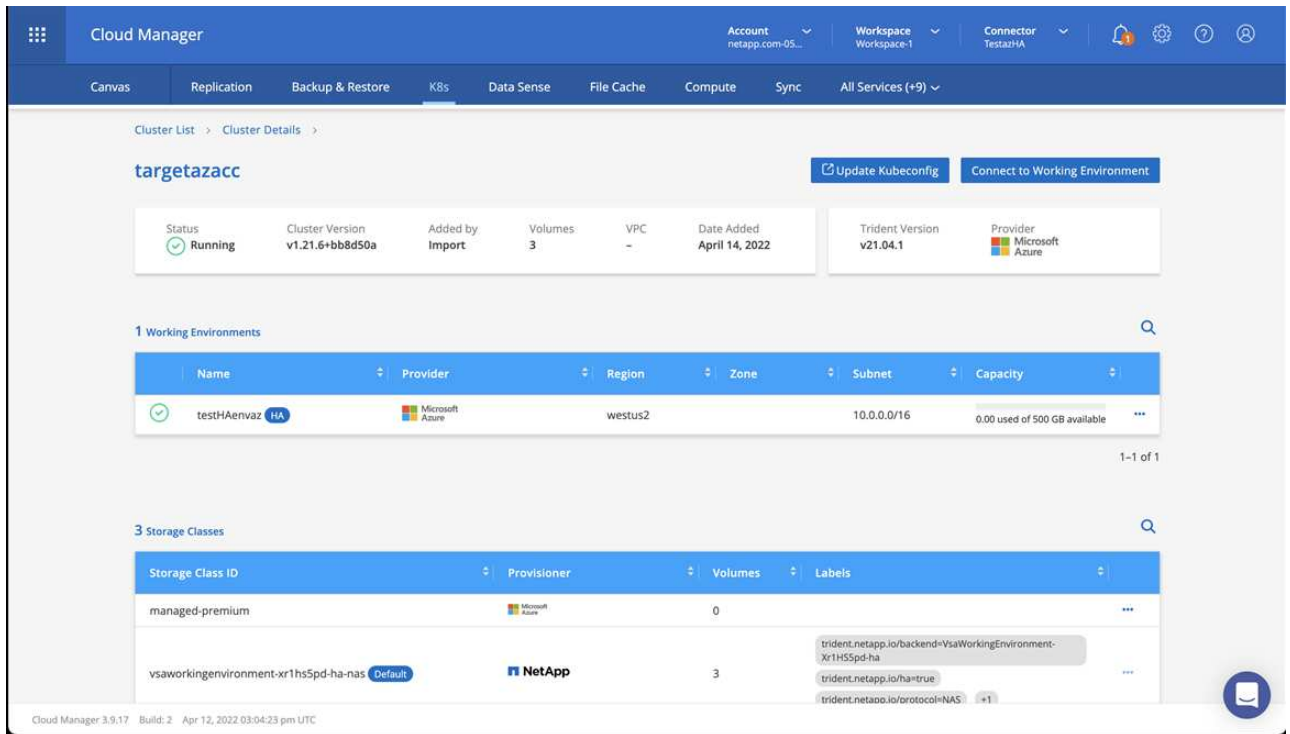 Cloud Manager
Account
netapp.com-05...
Workspace
Workspace-1
Connector
TestazHA
1
Canvas Replication Backup & Restore K8s Data Sense File Cache Compute Sync All Services (+9)
Cluster List > Cluster Details >
targetazacc
Update Kubeconfig
Connect to Working Environment
Status Cluster Version Added by Volumes VPC Date Added Trident Version Provider
Running v1.21.6+bb8d50a Import 3 – April 14, 2022 v21.04.1 Microsoft
Azure
1 Working Environments
Name Provider Region Zone Subnet Capacity
testHAenvaz HA Microsoft Azure westus2 10.0.0.0/16 0.00 used of 500 GB available
1–1 of 1
3 Storage Classes
Storage Class ID Provisioner Volumes Labels
managed-premium Microsoft Azure 0
vsaworkingenvironment-xr1hs5pd-ha-nas Default NetApp 3
trident.netapp.io/backend=VsaWorkingEnvironment-
Xr1HS5pd-ha
trident.netapp.io/ha=true
trident.netapp.io/protocol=NAS +1
Cloud Manager 3.9.17 Build: 2 Apr 12, 2022 03:04:23 pm UTC